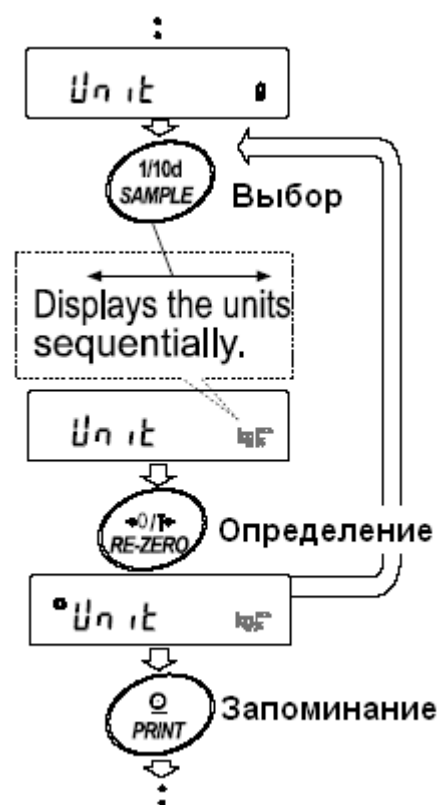 Unit g
1/10d
SAMPLE
Выбор
Displays the units
sequentially.
Unit
→0/T←
RE-ZERO
Определение
Unit
PRINT
Запоминание